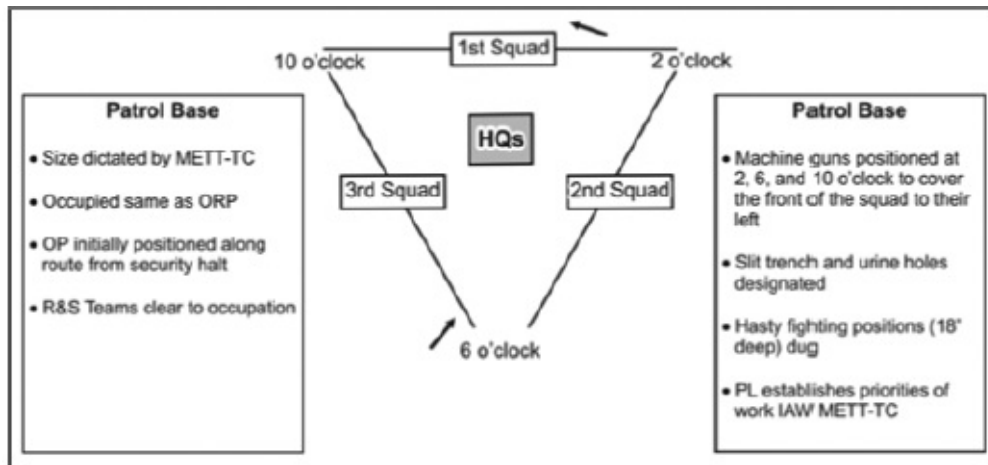 1st Squad
10 o'clock
2 o'clock
Patrol Base
• Size dictated by METT-TC
• Occupied same as ORP
• OP initially positioned along
route from security halt
• R&S Teams clear to occupation
HQs
3rd Squad
2nd Squad
6 o'clock
Patrol Base
• Machine guns positioned at
2, 6, and 10 o'clock to cover
the front of the squad to their
left
• Slit trench and urine holes
designated
• Hasty fighting positions (18"
deep) dug
• PL establishes priorities of
work IAW METT-TC